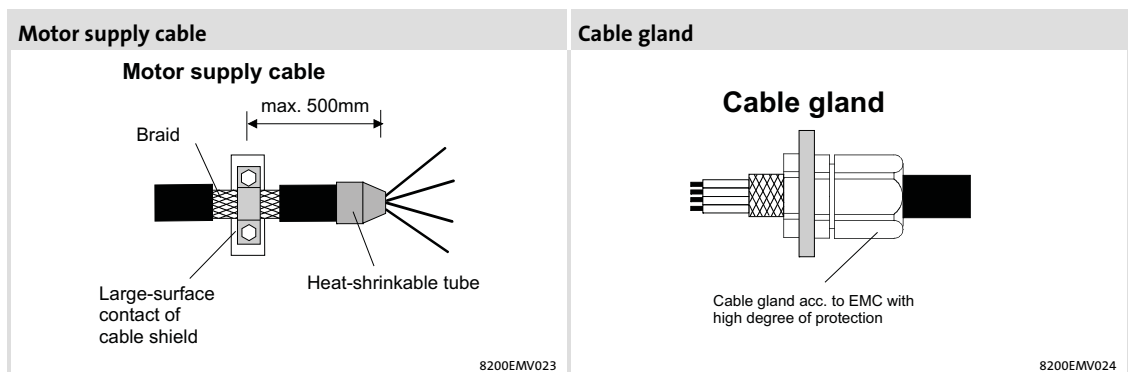 Motor supply cable
Motor supply cable
max. 500mm
Braid
Large-surface
contact of
cable shield
Heat-shrinkable tube
8200EMV023
Cable gland
Cable gland
Cable gland acc. to EMC with
high degree of protection
8200EMV024